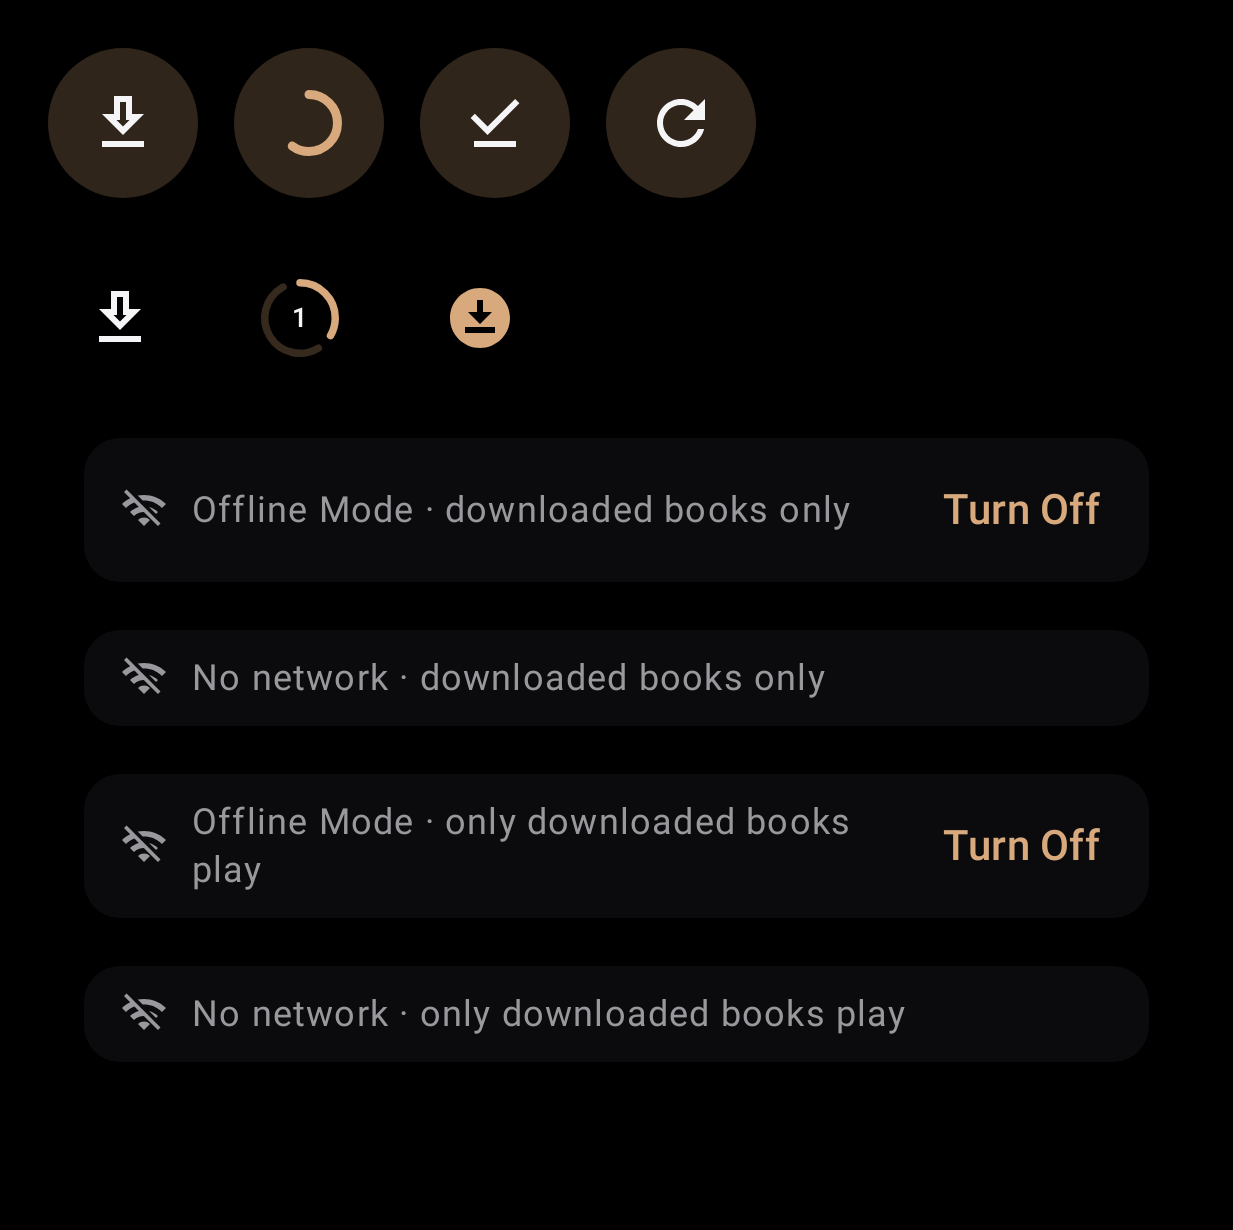 1
Offline Mode · downloaded books only
Turn Off
No network · downloaded books only
Offline Mode · only downloaded books
play
Turn Off
No network · only downloaded books play